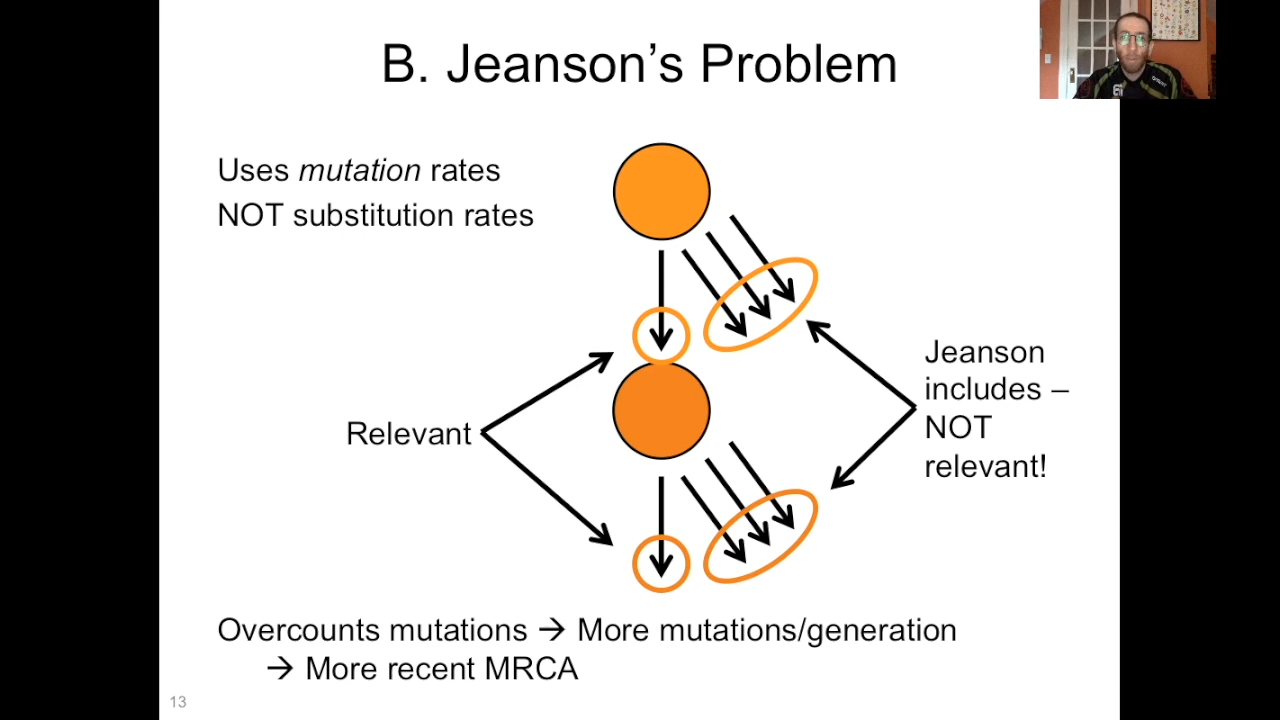 B. Jeanson's Problem
Uses mutation rates
NOT substitution rates
Relevant
Jeanson
includes –
NOT
relevant!
Overcounts mutations → More mutations/generation
→ More recent MRCA
13